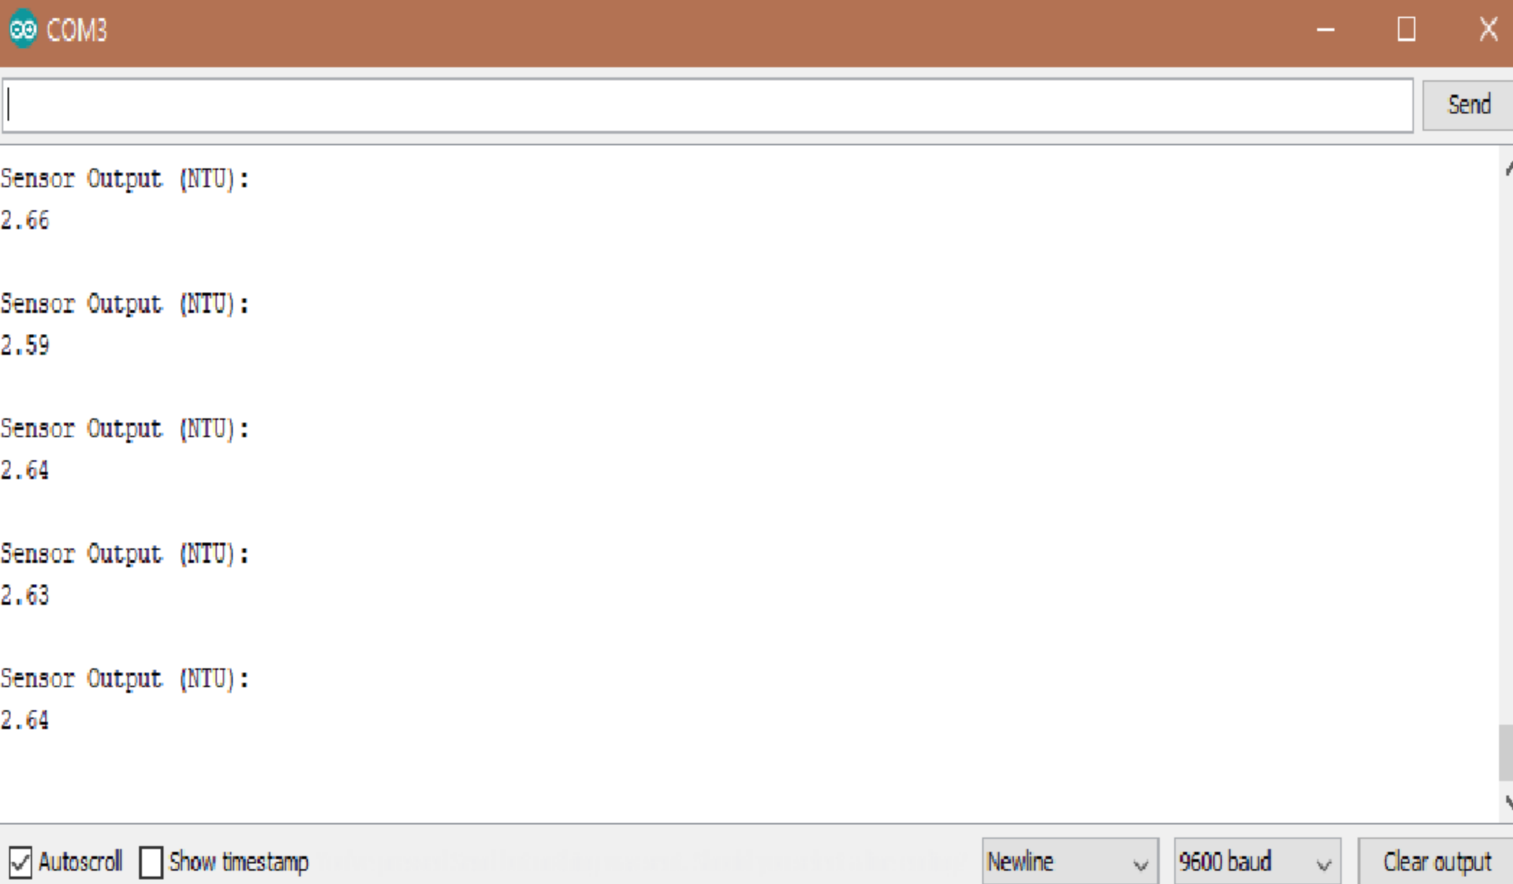 COM3
Send
Sensor Output (NTU):
2.66
Sensor Output (NTU):
2.59
Sensor Output (NTU):
2.64
Sensor Output (NTU):
2.63
Sensor Output (NTU):
2.64
Autoscroll Show timestamp Newline 9600 baud Clear output